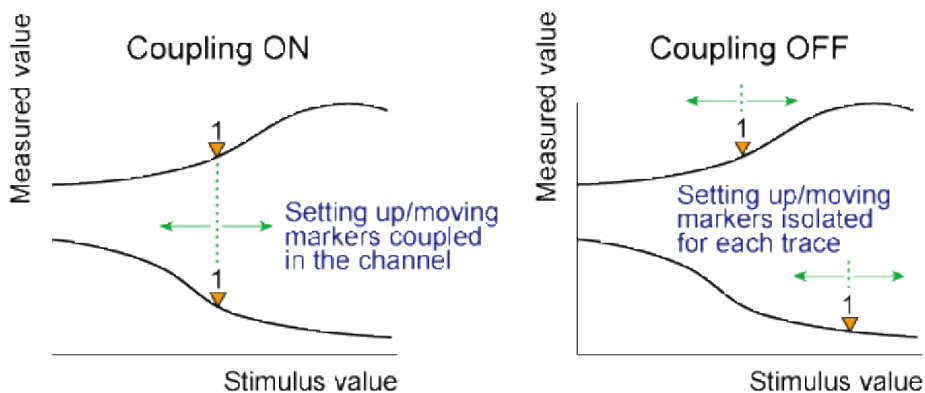 Measured value
Coupling ON
1
Setting up/moving
markers coupled
in the channel
1
Stimulus value
Measured value
Coupling OFF
1
Setting up/moving
markers isolated
for each trace
1
Stimulus value